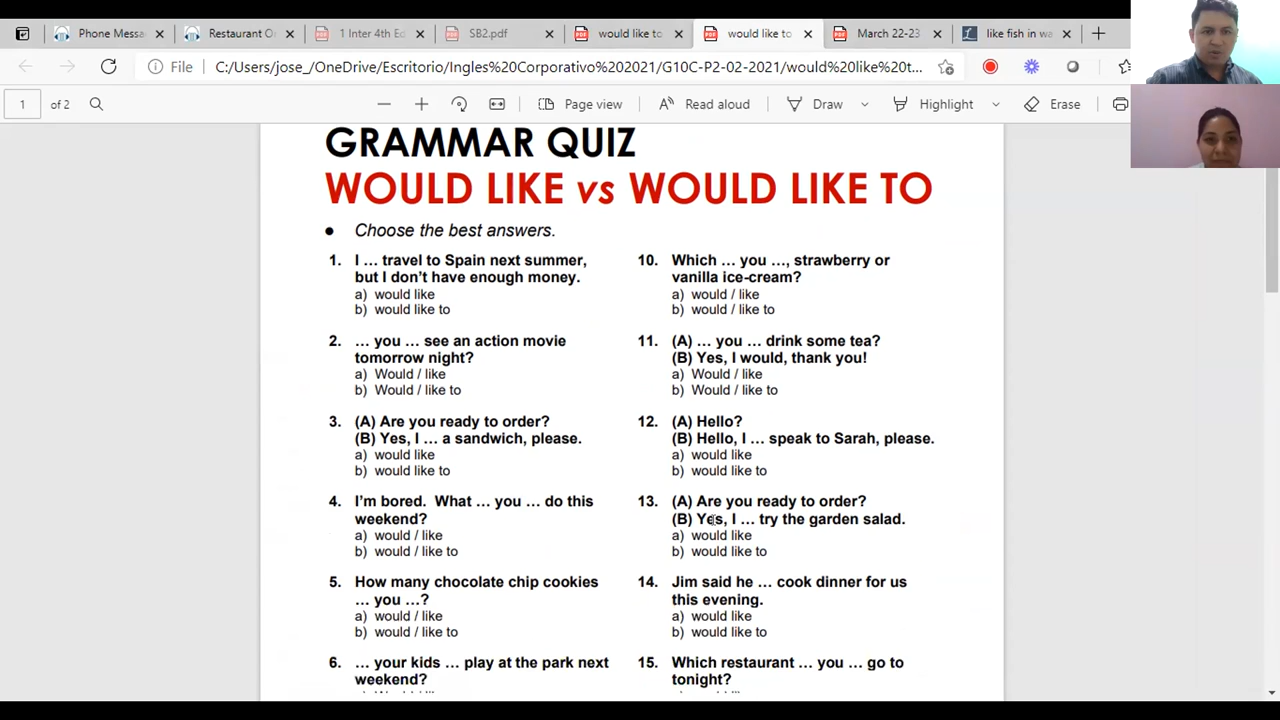 Phone Messa
Restaurant O
1 Inter 4th Ed
SB2.pdf
would like to
would like to
March 22-23
like fish in wa
File
C:/Users/jose_/OneDrive/Escritorio/Ingles%20Corporativo%202021/G10C-P2-02-2021/would%20like%20t...
1 of 2
Page view
Read aloud
Draw
Highlight
Erase
GRAMMAR QUIZ
WOULD LIKE vs WOULD LIKE TO
● Choose the best answers.
1. I … travel to Spain next summer,
but I don't have enough money.
a) would like
b) would like to
2. … you … see an action movie
tomorrow night?
a) Would / like
b) Would / like to
3. (A) Are you ready to order?
(B) Yes, I … a sandwich, please.
a) would like
b) would like to
4. I'm bored. What … you … do this
weekend?
a) would / like
b) would / like to
5. How many chocolate chip cookies
… you …?
a) would / like
b) would / like to
6. … your kids … play at the park next
weekend?
10. Which … you …, strawberry or
vanilla ice-cream?
a) would / like
b) would / like to
11. (A) … you … drink some tea?
(B) Yes, I would, thank you!
a) Would / like
b) Would / like to
12. (A) Hello?
(B) Hello, I … speak to Sarah, please.
a) would like
b) would like to
13. (A) Are you ready to order?
(B) Yes, I … try the garden salad.
a) would like
b) would like to
14. Jim said he … cook dinner for us
this evening.
a) would like
b) would like to
15. Which restaurant … you … go to
tonight?